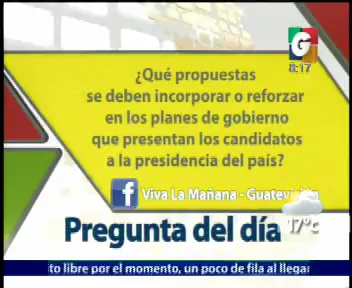 G
8:17
¿Qué propuestas
se deben incorporar o reforzar
en los planes de gobierno
que presentan los candidatos
a la presidencia del país?
f Viva La Mañana - Guatevisión
Pregunta del día
17°c
to libre por el momento, un poco de fila al llegar